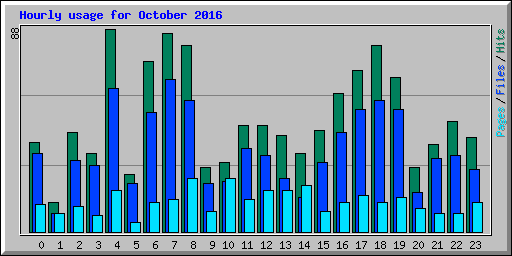 Hourly usage for October 2016
88
Pages / Files / Hits
0 1 2 3 4 5 6 7 8 9 10 11 12 13 14 15 16 17 18 19 20 21 22 23